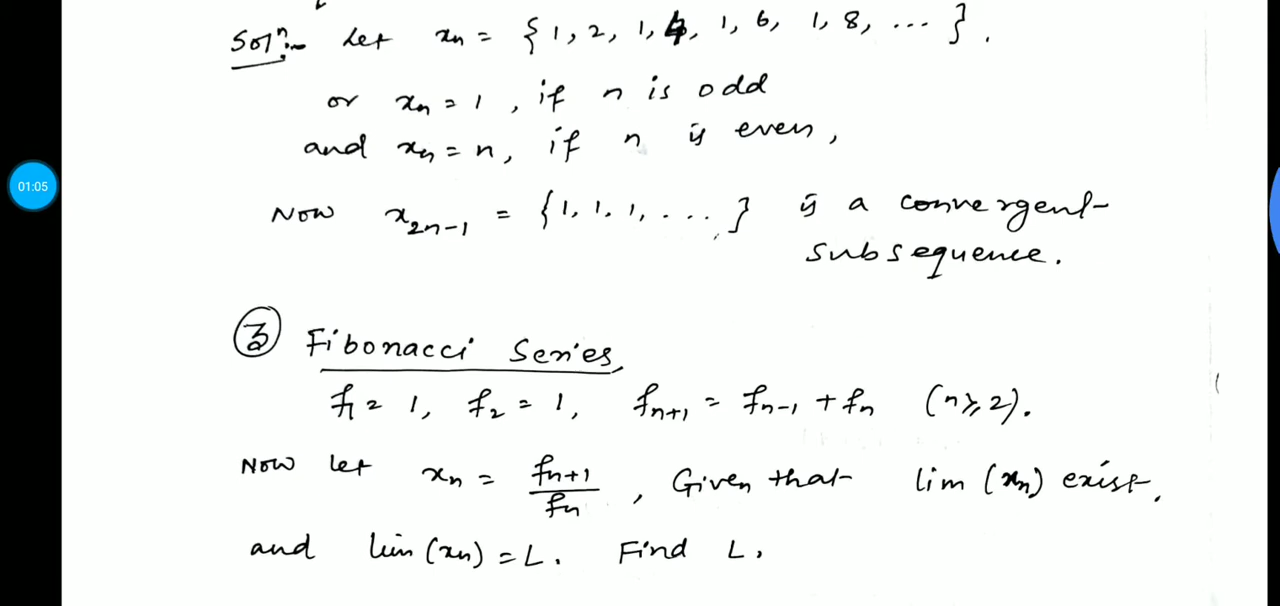 Solⁿ:- Let xₙ = { 1, 2, 1, 4, 1, 6, 1, 8, ... }.
or xₙ = 1, if n is odd
and xₙ = n, if n is even,
01:05
Now x₂ₙ₋₁ = {1, 1, 1, ....} is a convergent
subsequence.
③ Fibonacci Series,
f₁ = 1, f₂ = 1, fₙ₊₁ = fₙ₋₁ + fₙ (n ≥ 2).
Now let xₙ = fₙ₊₁/fₙ, Given that lim (xₙ) exist,
and lim (xₙ) = L. Find L.